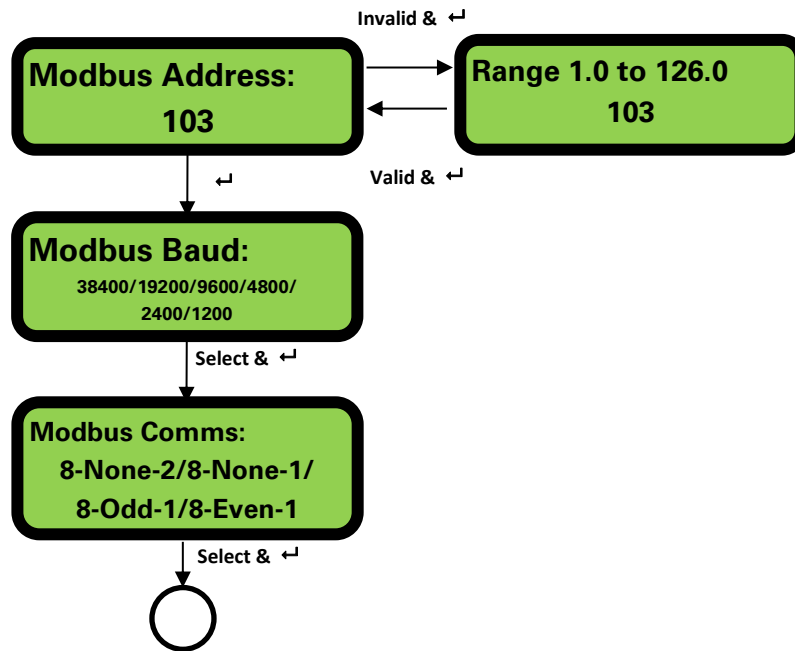 Invalid & ↵
Modbus Address:
103
Range 1.0 to 126.0
103
↵
Valid & ↵
Modbus Baud:
38400/19200/9600/4800/
2400/1200
Select & ↵
Modbus Comms:
8-None-2/8-None-1/
8-Odd-1/8-Even-1
Select & ↵